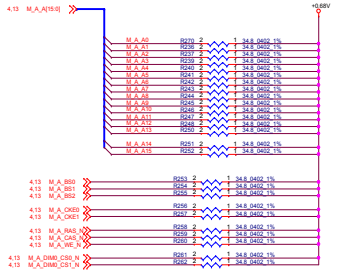 4.13 M_A_A[15:0]
+0.68V
M_A_A0 R270 2 1 34.8_0402_1%
M_A_A1 R236 2 1 34.8_0402_1%
M_A_A2 R237 2 1 34.8_0402_1%
M_A_A3 R239 2 1 34.8_0402_1%
M_A_A4 R240 2 1 34.8_0402_1%
M_A_A5 R241 2 1 34.8_0402_1%
M_A_A6 R242 2 1 34.8_0402_1%
M_A_A7 R243 2 1 34.8_0402_1%
M_A_A8 R244 2 1 34.8_0402_1%
M_A_A9 R245 2 1 34.8_0402_1%
M_A_A10 R246 2 1 34.8_0402_1%
M_A_A11 R247 2 1 34.8_0402_1%
M_A_A12 R248 2 1 34.8_0402_1%
M_A_A13 R250 2 1 34.8_0402_1%
M_A_A14 R251 2 1 34.8_0402_1%
M_A_A15 R252 2 1 34.8_0402_1%
4.13 M_A_BS0 R253 2 1 34.8_0402_1%
4.13 M_A_BS1 R254 2 1 34.8_0402_1%
4.13 M_A_BS2 R255 2 1 34.8_0402_1%
4.13 M_A_CKE0 R256 2 1 34.8_0402_1%
4.13 M_A_CKE1 R257 2 1 34.8_0402_1%
4.13 M_A_RAS_N R258 2 1 34.8_0402_1%
4.13 M_A_CAS_N R259 2 1 34.8_0402_1%
4.13 M_A_WE_N R260 2 1 34.8_0402_1%
4.13 M_A_DIM0_CS0_N R261 2 1 34.8_0402_1%
4.13 M_A_DIM0_CS1_N R262 2 1 34.8_0402_1%